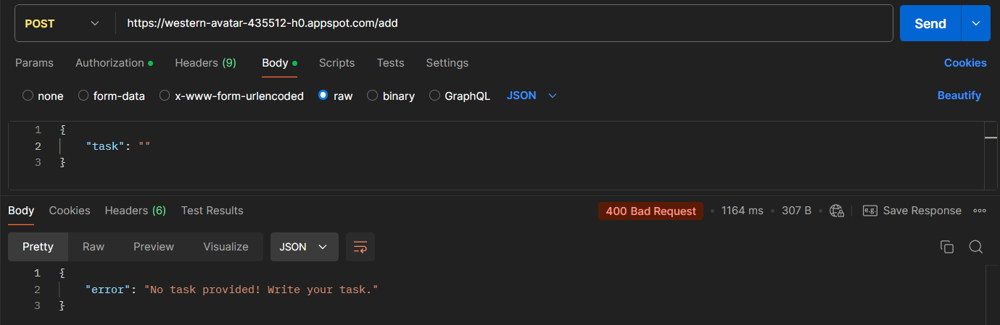 POST https://western-avatar-435512-h0.appspot.com/add Send
Params Authorization Headers (9) Body Scripts Tests Settings Cookies
none form-data x-www-form-urlencoded raw binary GraphQL JSON Beautify
1 {
2 "task": ""
3 }
Body Cookies Headers (6) Test Results 400 Bad Request 1164 ms 307 B e.g. Save Response
Pretty Raw Preview Visualize JSON
1 {
2 "error": "No task provided! Write your task."
3 }